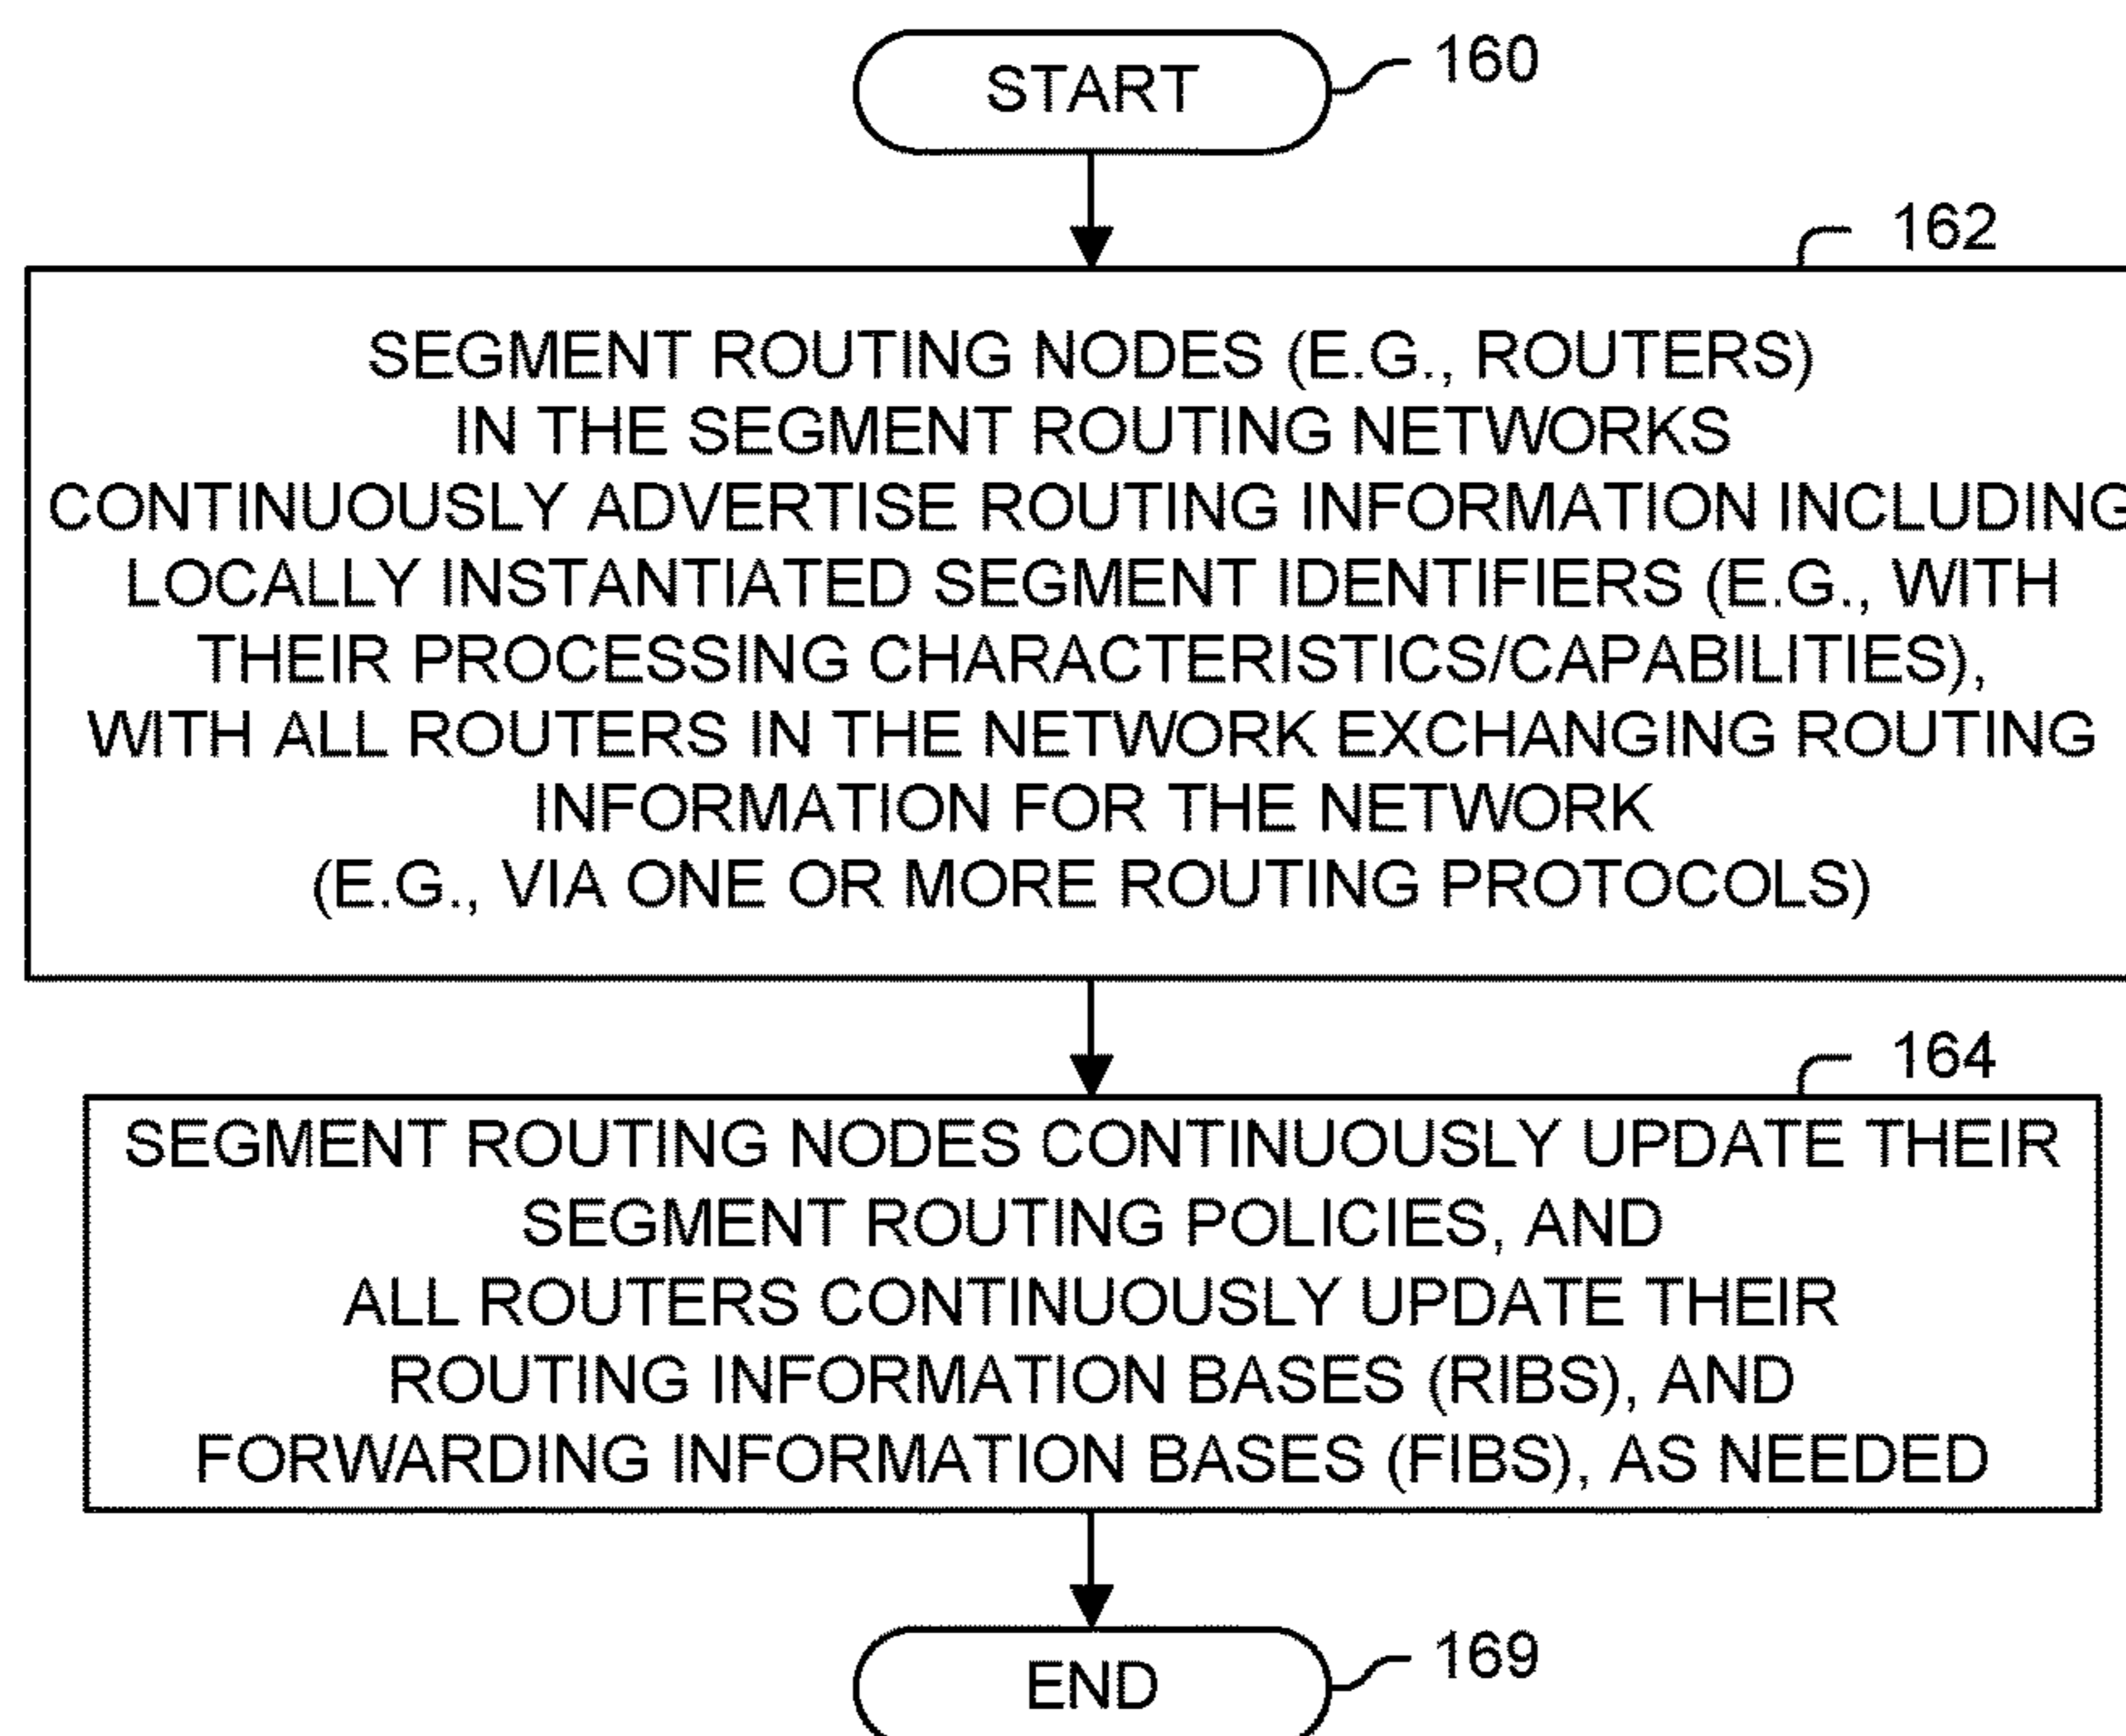 START
160
162
SEGMENT ROUTING NODES (E.G., ROUTERS)
IN THE SEGMENT ROUTING NETWORKS
CONTINUOUSLY ADVERTISE ROUTING INFORMATION INCLUDING
LOCALLY INSTANTIATED SEGMENT IDENTIFIERS (E.G., WITH
THEIR PROCESSING CHARACTERISTICS/CAPABILITIES),
WITH ALL ROUTERS IN THE NETWORK EXCHANGING ROUTING
INFORMATION FOR THE NETWORK
(E.G., VIA ONE OR MORE ROUTING PROTOCOLS)
164
SEGMENT ROUTING NODES CONTINUOUSLY UPDATE THEIR
SEGMENT ROUTING POLICIES, AND
ALL ROUTERS CONTINUOUSLY UPDATE THEIR
ROUTING INFORMATION BASES (RIBS), AND
FORWARDING INFORMATION BASES (FIBS), AS NEEDED
END
169